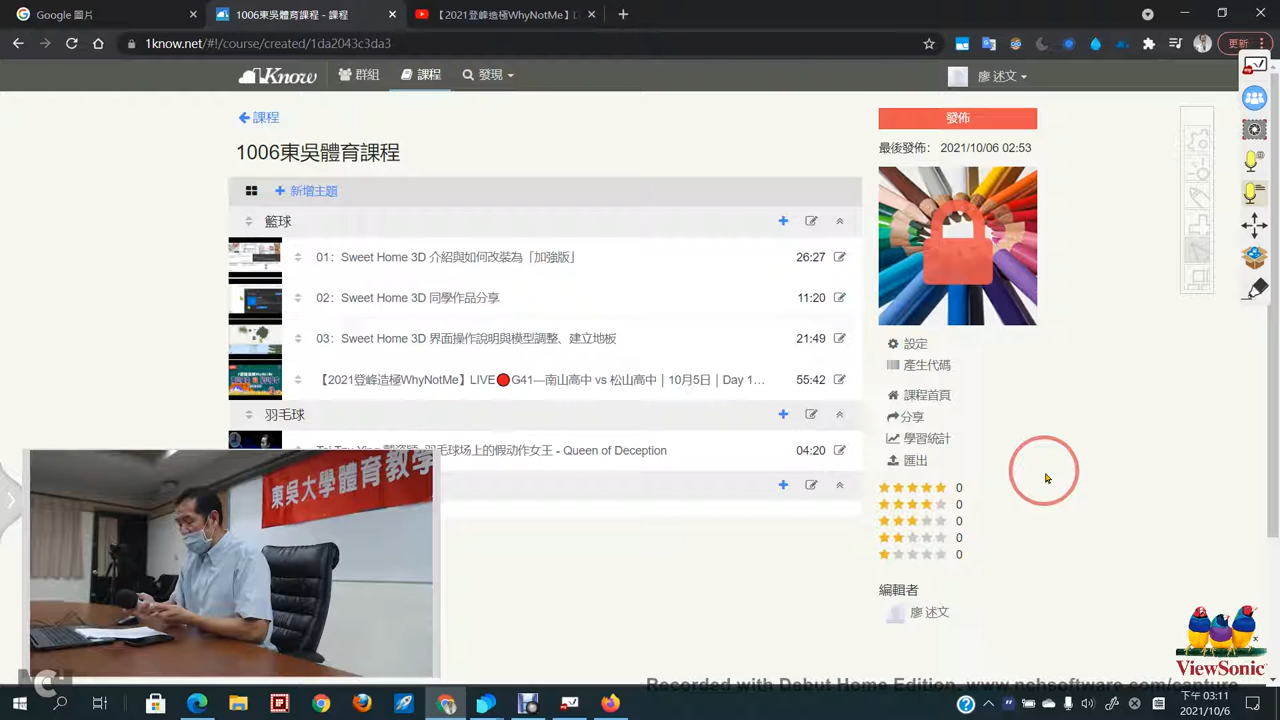 Google 圖片
1006東吳體育課程 - 課程
【2021登峰造極WhyNotMe】L
1know.net/#!/course/created/1da2043c3da3
更新
1Know
群組
課程
發現
廖 述文
課程
發佈
最後發佈： 2021/10/06 02:53
1006東吳體育課程
新增主題
籃球
01：Sweet Home 3D 介紹與如何改裝為「加強版」
26:27
02：Sweet Home 3D 同學作品分享
11:20
03：Sweet Home 3D 界面操作說明與模型調整、建立地板
21:49
【2021登峰造極WhyNotMe】LIVE🔴G41—南山高中 vs 松山高中｜10月5日｜Day 1…
55:42
羽毛球
Tai Tzu Ying 戴資穎 羽毛球场上的假动作女王 - Queen of Deception
04:20
設定
產生代碼
課程首頁
分享
學習統計
匯出
0
0
0
0
0
編輯者
廖 述文
東吳大學體育教學
ViewSonic
NCH
Recorded with Debut Home Edition. www.nchsoftware.com/capture
下午 03:11
2021/10/6